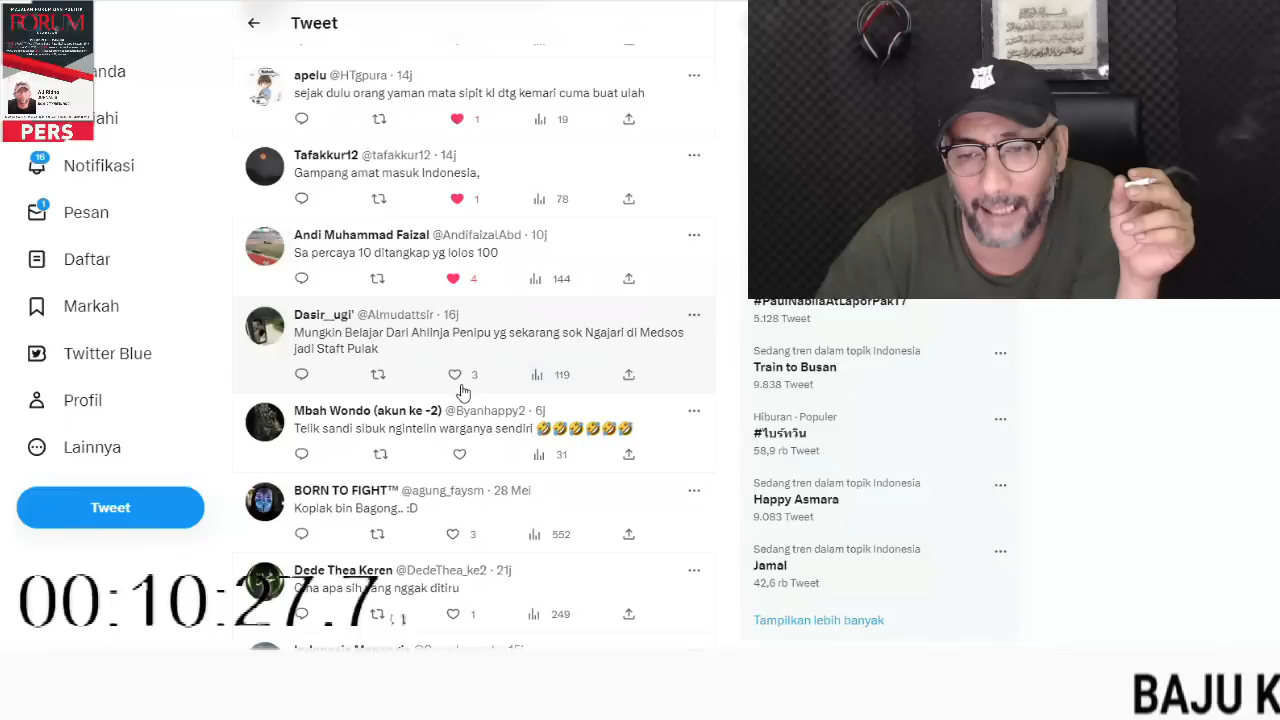 FORUM
PERS
anda
ahi
16
Notifikasi
1
Pesan
Daftar
Markah
Twitter Blue
Profil
Lainnya
Tweet
00:10:27.7
Tweet
apelu @HTgpura · 14j
sejak dulu orang yaman mata sipit kl dtg kemari cuma buat ulah
1 19
Tafakkur12 @tafakkur12 · 14j
Gampang amat masuk Indonesia,
1 78
Andi Muhammad Faizal @AndifaizalAbd · 10j
Sa percaya 10 ditangkap yg lolos 100
4 144
Dasir__ugi' @Almudattsir · 16j
Mungkin Belajar Dari Ahlinja Penipu yg sekarang sok Ngajari di Medsos
jadi Staft Pulak
3 119
Mbah Wondo (akun ke -2) @Byanhappy2 · 6j
Telik sandi sibuk ngintelin warganya sendiri 🤣🤣🤣🤣🤣🤣
31
BORN TO FIGHT™ @agung_faysm · 28 Mei
Koplak bin Bagong.. :D
3 552
Dede Thea Keren @DedeThea_ke2 · 21j
Cina apa sih yang nggak ditiru
1 249
#PaulNabilaAtLaporPak17
5.128 Tweet
Sedang tren dalam topik Indonesia
Train to Busan
9.838 Tweet
Hiburan · Populer
#ไบร์ทวิน
58,9 rb Tweet
Sedang tren dalam topik Indonesia
Happy Asmara
9.083 Tweet
Sedang tren dalam topik Indonesia
Jamal
42,6 rb Tweet
Tampilkan lebih banyak
BAJU K